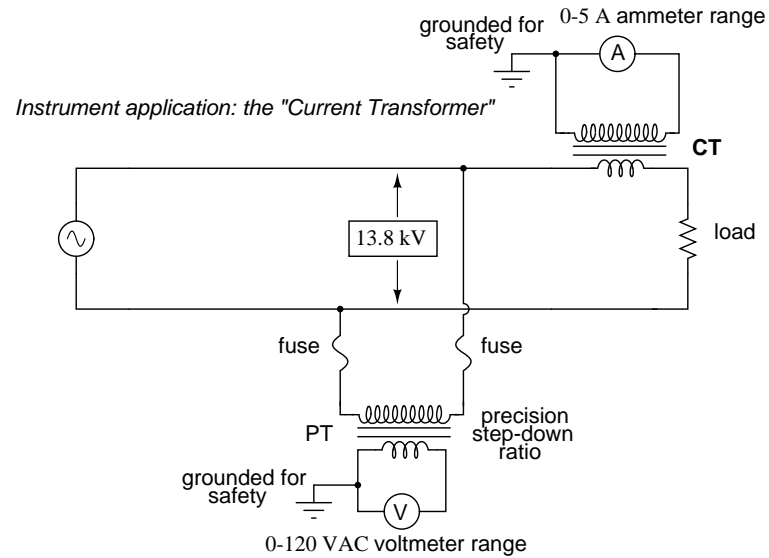 0-5 A ammeter range
grounded for
safety
A
Instrument application: the "Current Transformer"
CT
13.8 kV
load
fuse
fuse
PT
precision
step-down
ratio
grounded for
safety
V
0-120 VAC voltmeter range